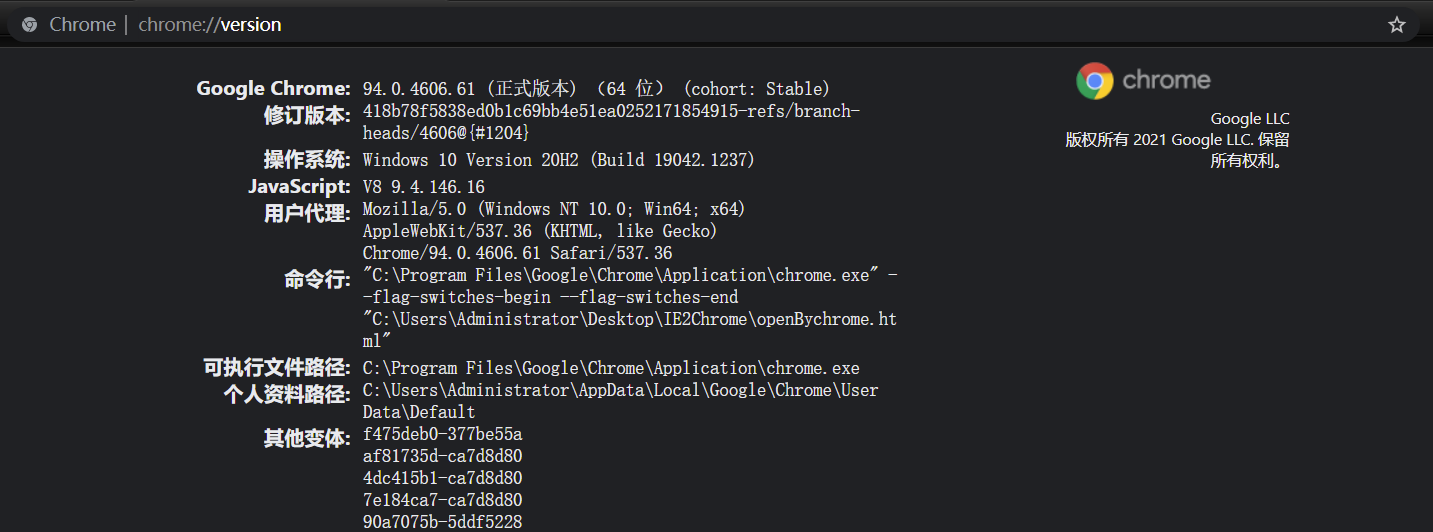 Chrome | chrome://version
chrome
Google LLC
版权所有 2021 Google LLC. 保留
所有权利。
Google Chrome: 94.0.4606.61 (正式版本) （64 位） (cohort: Stable)
修订版本: 418b78f5838ed0b1c69bb4e51ea0252171854915-refs/branch-
heads/4606@{#1204}
操作系统: Windows 10 Version 20H2 (Build 19042.1237)
JavaScript: V8 9.4.146.16
用户代理: Mozilla/5.0 (Windows NT 10.0; Win64; x64)
AppleWebKit/537.36 (KHTML, like Gecko)
Chrome/94.0.4606.61 Safari/537.36
命令行: "C:\Program Files\Google\Chrome\Application\chrome.exe" -
-flag-switches-begin --flag-switches-end
"C:\Users\Administrator\Desktop\IE2Chrome\openBychrome.ht
ml"
可执行文件路径: C:\Program Files\Google\Chrome\Application\chrome.exe
个人资料路径: C:\Users\Administrator\AppData\Local\Google\Chrome\User
Data\Default
其他变体: f475deb0-377be55a
af81735d-ca7d8d80
4dc415b1-ca7d8d80
7e184ca7-ca7d8d80
90a7075b-5ddf5228